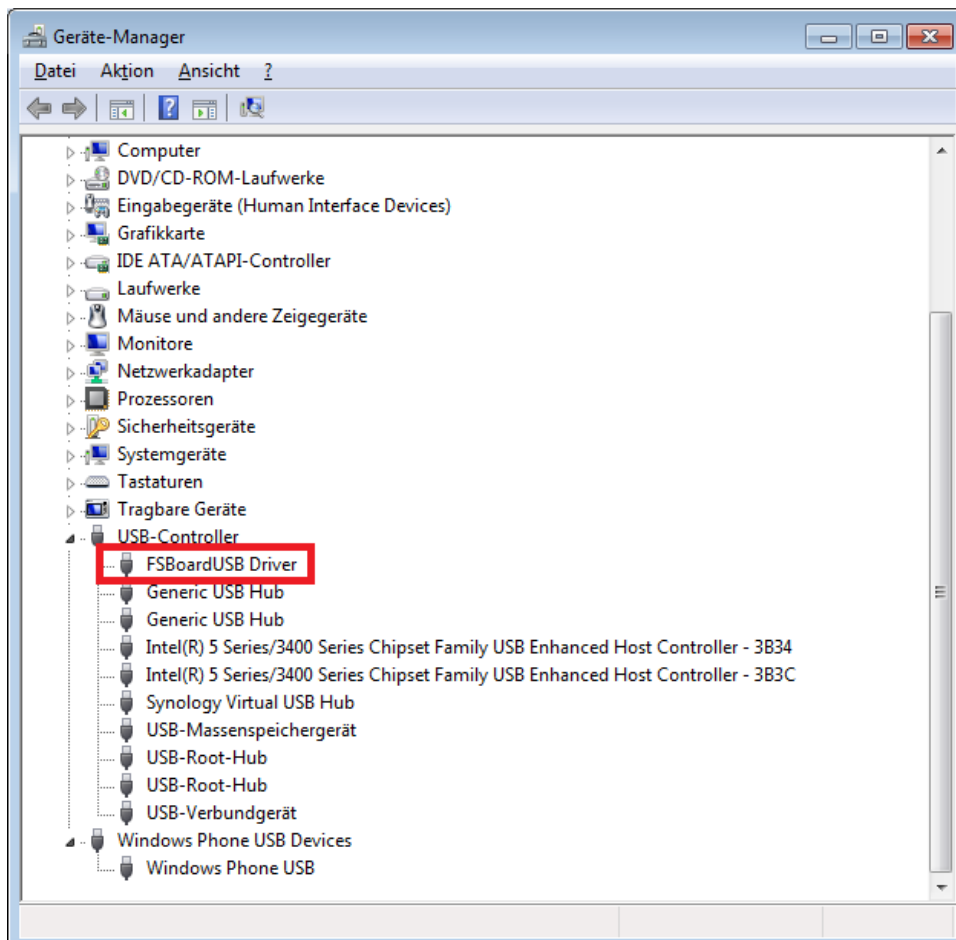 Geräte-Manager
Datei Aktion Ansicht ?
Computer
DVD/CD-ROM-Laufwerke
Eingabegeräte (Human Interface Devices)
Grafikkarte
IDE ATA/ATAPI-Controller
Laufwerke
Mäuse und andere Zeigegeräte
Monitore
Netzwerkadapter
Prozessoren
Sicherheitsgeräte
Systemgeräte
Tastaturen
Tragbare Geräte
USB-Controller
FSBoardUSB Driver
Generic USB Hub
Generic USB Hub
Intel(R) 5 Series/3400 Series Chipset Family USB Enhanced Host Controller - 3B34
Intel(R) 5 Series/3400 Series Chipset Family USB Enhanced Host Controller - 3B3C
Synology Virtual USB Hub
USB-Massenspeichergerät
USB-Root-Hub
USB-Root-Hub
USB-Verbundgerät
Windows Phone USB Devices
Windows Phone USB